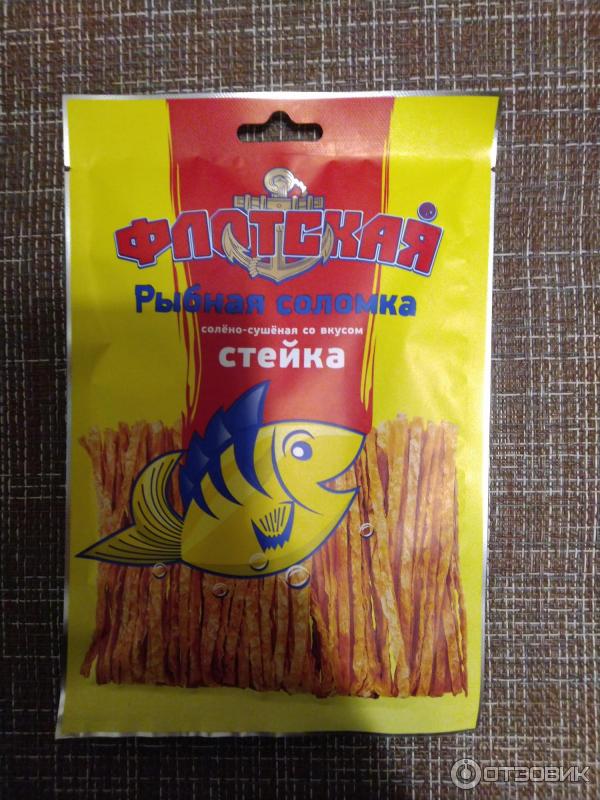 ФЛОТСКАЯ
Рыбная соломка
солёно-сушёная со вкусом
стейка
ОТЗОВИК